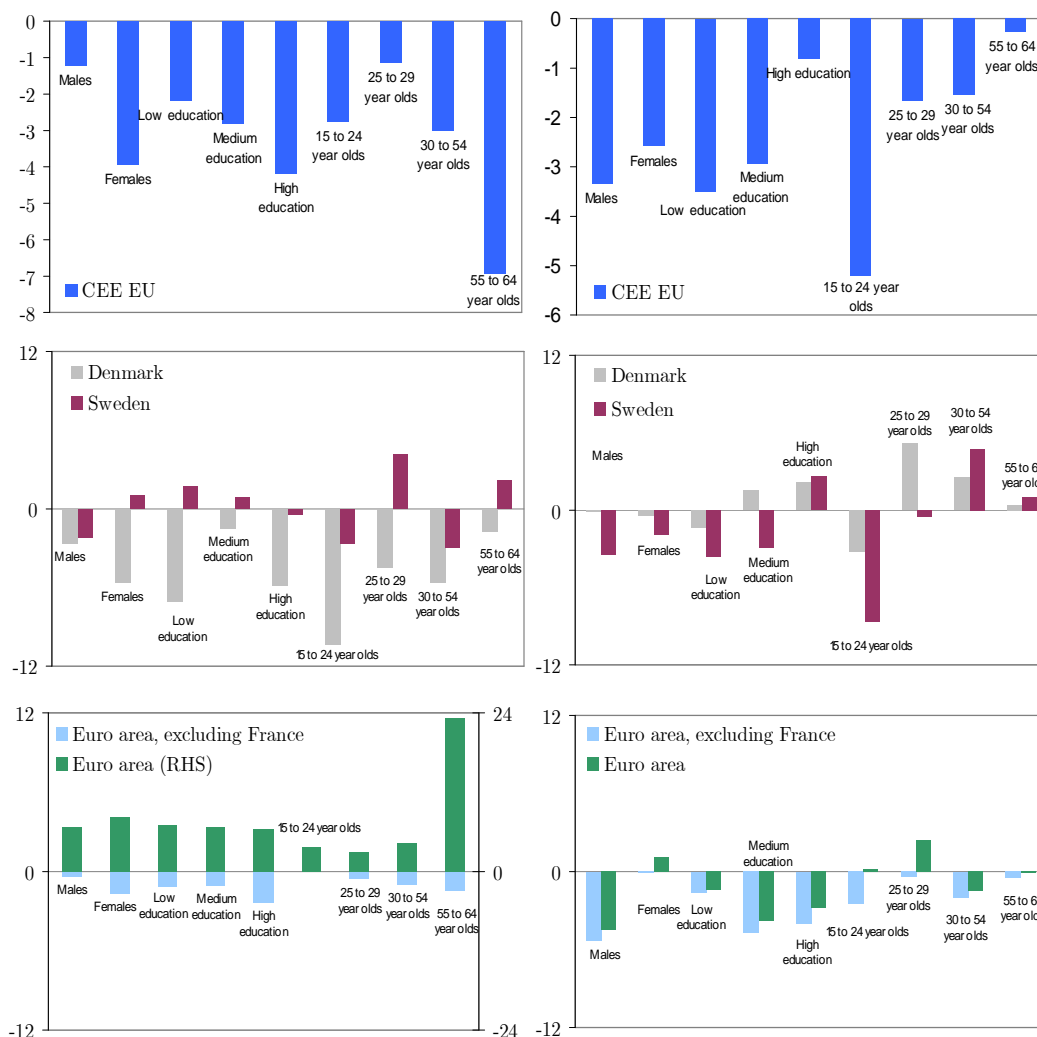 0
-1
-2
-3
-4
-5
-6
-7
-8
Males
Females
Low education
Medium
education
High
education
15 to 24
year olds
25 to 29
year olds
30 to 54
year olds
55 to 64
year olds
CEE EU
0
-1
-2
-3
-4
-5
-6
Males
Females
Low education
Medium
education
High education
15 to 24 year
olds
25 to 29
year olds
30 to 54
year olds
55 to 64
year olds
CEE EU
12
0
-12
Denmark
Sweden
Males
Females
Low
education
Medium
education
High
education
15 to 24 year olds
25 to 29
year olds
30 to 54
year olds
55 to 64
year olds
12
0
-12
Denmark
Sweden
Males
Females
Low
education
Medium
education
High
education
15 to 24 year olds
25 to 29
year olds
30 to 54
year olds
55 to 6
year old
12
0
-12
24
0
-24
Euro area, excluding France
Euro area (RHS)
Males
Females
Low
education
Medium
education
High
education
15 to 24 year olds
25 to 29
year olds
30 to 54
year olds
55 to 64
year olds
12
0
-12
Euro area, excluding France
Euro area
Males
Females
Low
education
Medium
education
High
education
15 to 24 year olds
25 to 29
year olds
30 to 54
year olds
55 to 6
year old